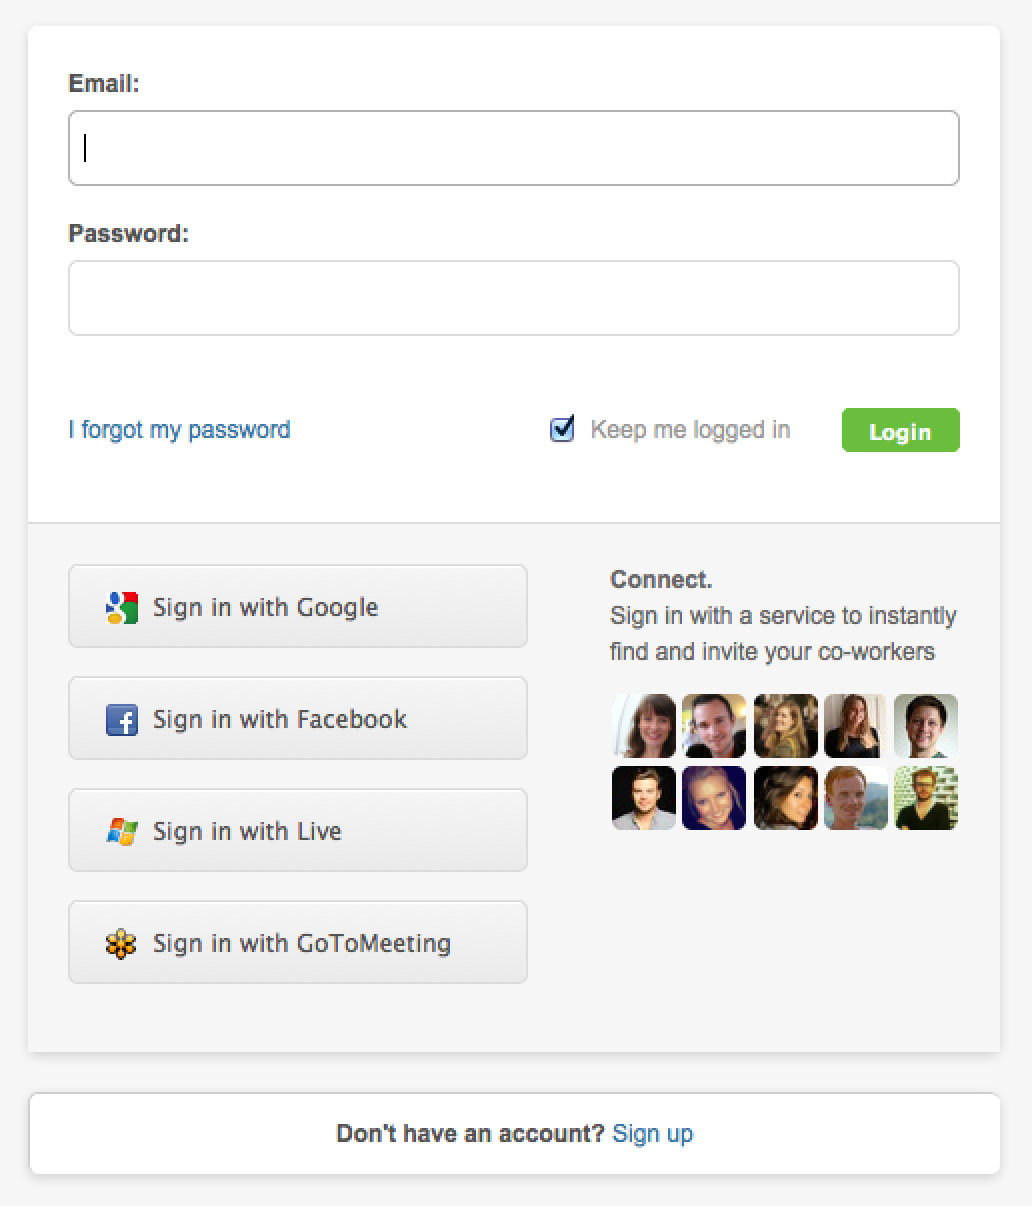 Email:
Password:
I forgot my password
Keep me logged in
Login
Sign in with Google
Sign in with Facebook
Sign in with Live
Sign in with GoToMeeting
Connect.
Sign in with a service to instantly
find and invite your co-workers
Don't have an account? Sign up